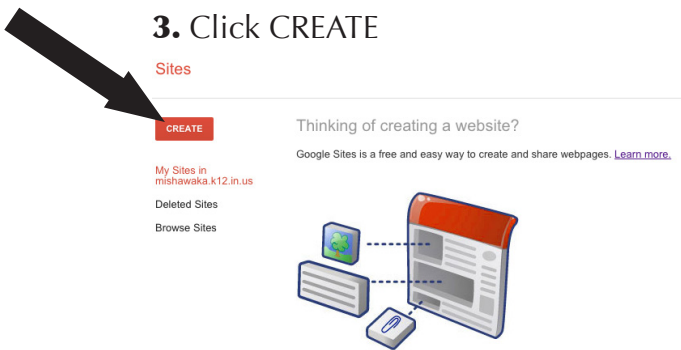 3. Click CREATE
Sites
CREATE
Thinking of creating a website?
Google Sites is a free and easy way to create and share webpages. Learn more.
My Sites in
mishawaka.k12.in.us
Deleted Sites
Browse Sites